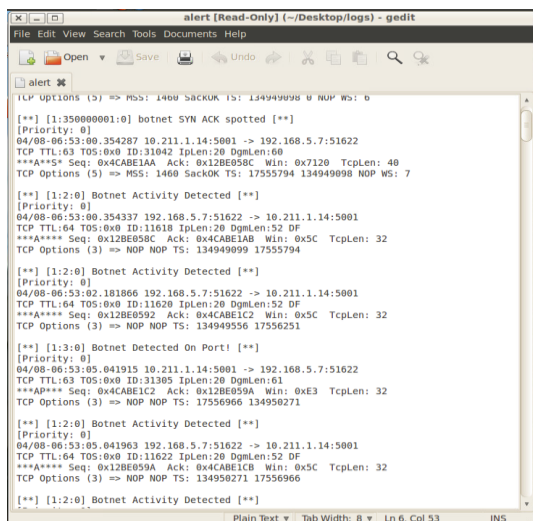 alert [Read-Only] (~/Desktop/logs) - gedit
File Edit View Search Tools Documents Help
Open Save Undo
alert
TCP Options (5) => MSS: 1460 SackOK TS: 134949098 0 NOP WS: 6
[**] [1:350000001:0] botnet SYN ACK spotted [**]
[Priority: 0]
04/08-06:53:00.354287 10.211.1.14:5001 -> 192.168.5.7:51622
TCP TTL:63 TOS:0x0 ID:31042 IpLen:20 DgmLen:60
***A**S* Seq: 0x4CABE1AA Ack: 0x12BE058C Win: 0x7120 TcpLen: 40
TCP Options (5) => MSS: 1460 SackOK TS: 17555794 134949098 NOP WS: 7
[**] [1:2:0] Botnet Activity Detected [**]
[Priority: 0]
04/08-06:53:00.354337 192.168.5.7:51622 -> 10.211.1.14:5001
TCP TTL:64 TOS:0x0 ID:11618 IpLen:20 DgmLen:52 DF
***A**** Seq: 0x12BE058C Ack: 0x4CABE1AB Win: 0x5C TcpLen: 32
TCP Options (3) => NOP NOP TS: 134949099 17555794
[**] [1:2:0] Botnet Activity Detected [**]
[Priority: 0]
04/08-06:53:02.181866 192.168.5.7:51622 -> 10.211.1.14:5001
TCP TTL:64 TOS:0x0 ID:11620 IpLen:20 DgmLen:52 DF
***A**** Seq: 0x12BE0592 Ack: 0x4CABE1C2 Win: 0x5C TcpLen: 32
TCP Options (3) => NOP NOP TS: 134949556 17556251
[**] [1:3:0] Botnet Detected On Port! [**]
[Priority: 0]
04/08-06:53:05.041915 10.211.1.14:5001 -> 192.168.5.7:51622
TCP TTL:63 TOS:0x0 ID:31305 IpLen:20 DgmLen:61
***AP*** Seq: 0x4CABE1C2 Ack: 0x12BE059A Win: 0xE3 TcpLen: 32
TCP Options (3) => NOP NOP TS: 17556966 134950271
[**] [1:2:0] Botnet Activity Detected [**]
[Priority: 0]
04/08-06:53:05.041963 192.168.5.7:51622 -> 10.211.1.14:5001
TCP TTL:64 TOS:0x0 ID:11622 IpLen:20 DgmLen:52 DF
***A**** Seq: 0x12BE059A Ack: 0x4CABE1CB Win: 0x5C TcpLen: 32
TCP Options (3) => NOP NOP TS: 134950271 17556966
[**] [1:2:0] Botnet Activity Detected [**]
Plain Text Tab Width: 8 Ln 6, Col 53 INS